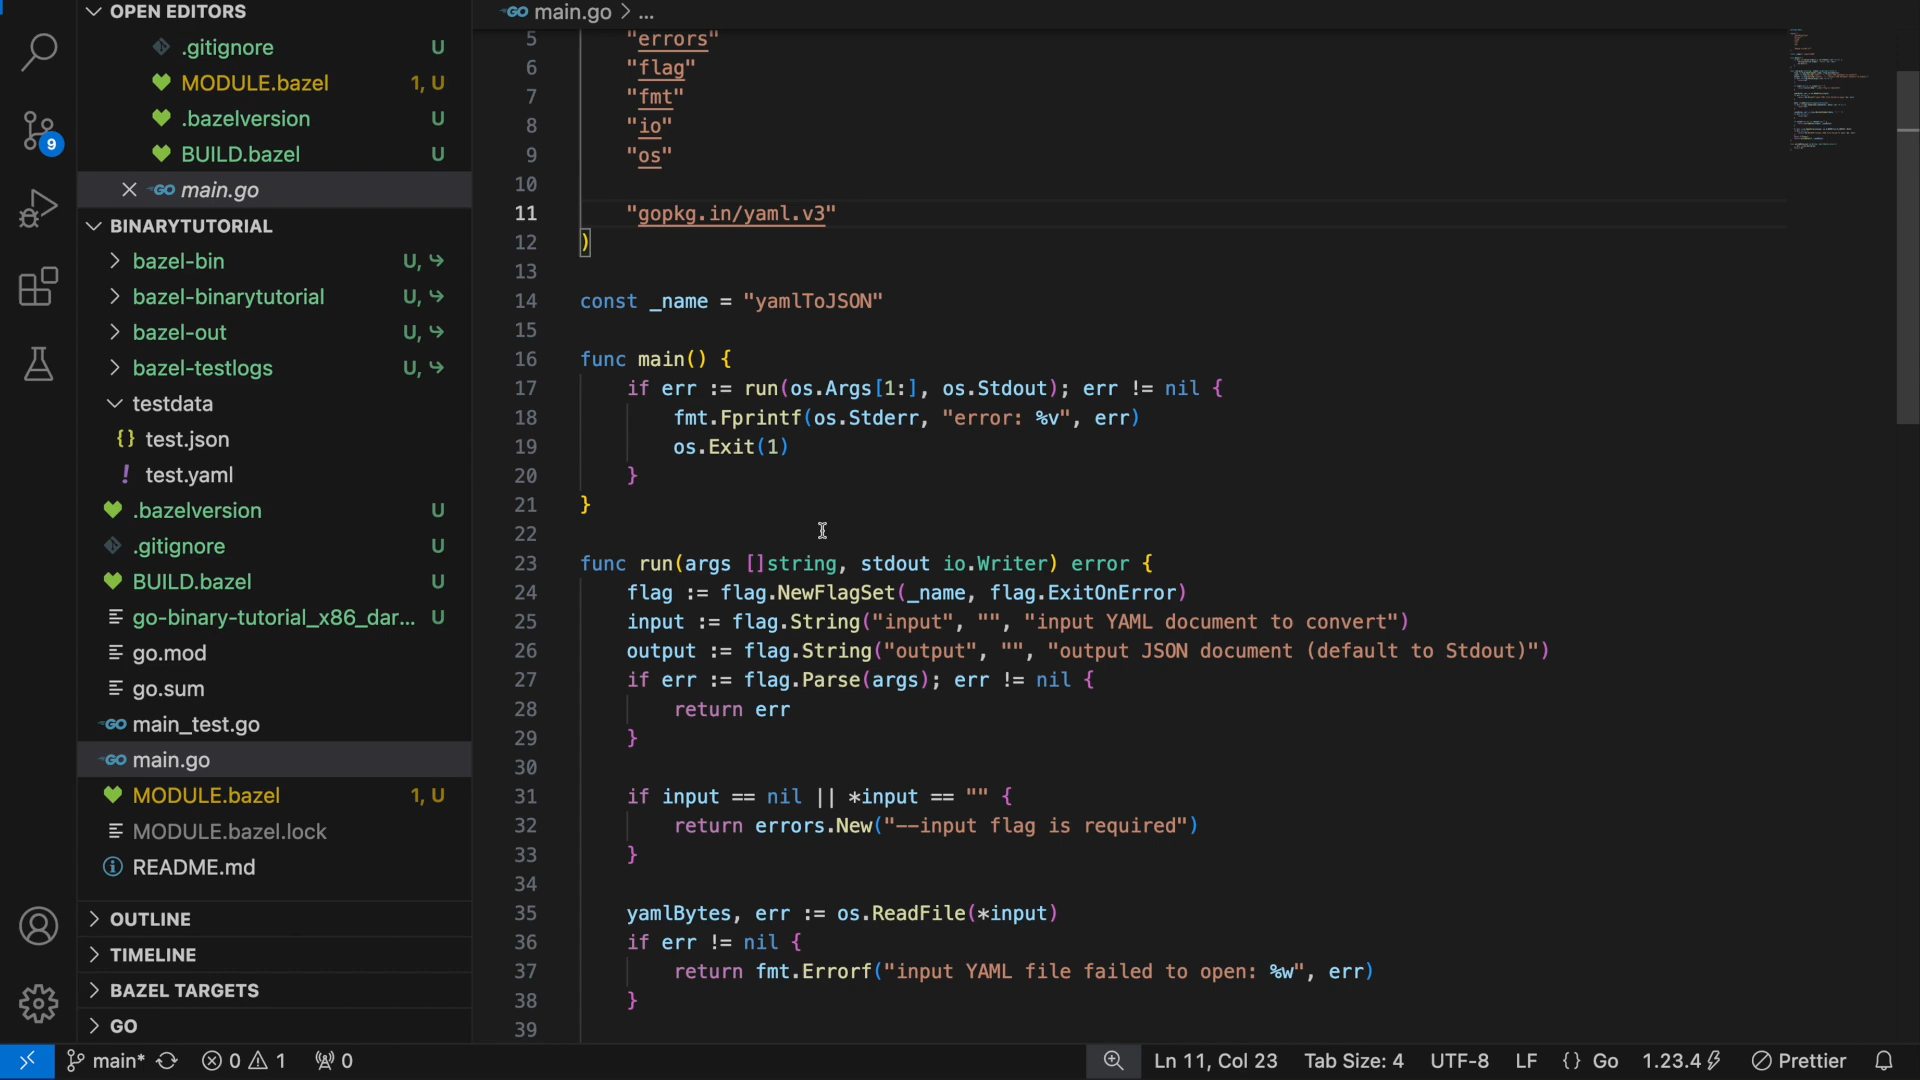 OPEN EDITORS
.gitignore U
MODULE.bazel 1, U
.bazelversion U
BUILD.bazel U
GO main.go
BINARYTUTORIAL
bazel-bin U,
bazel-binarytutorial U,
bazel-out U,
bazel-testlogs U,
testdata
{} test.json
! test.yaml
.bazelversion U
.gitignore U
BUILD.bazel U
go-binary-tutorial_x86_dar... U
go.mod
go.sum
GO main_test.go
GO main.go
MODULE.bazel 1, U
MODULE.bazel.lock
README.md
OUTLINE
TIMELINE
BAZEL TARGETS
GO
9
GO main.go > ...
5 "errors"
6 "flag"
7 "fmt"
8 "io"
9 "os"
10
11 "gopkg.in/yaml.v3"
12 )
13
14 const _name = "yamlToJSON"
15
16 func main() {
17 if err := run(os.Args[1:], os.Stdout); err != nil {
18 fmt.Fprintf(os.Stderr, "error: %v", err)
19 os.Exit(1)
20 }
21 }
22
23 func run(args []string, stdout io.Writer) error {
24 flag := flag.NewFlagSet(_name, flag.ExitOnError)
25 input := flag.String("input", "", "input YAML document to convert")
26 output := flag.String("output", "", "output JSON document (default to Stdout)")
27 if err := flag.Parse(args); err != nil {
28 return err
29 }
30
31 if input == nil || *input == "" {
32 return errors.New("--input flag is required")
33 }
34
35 yamlBytes, err := os.ReadFile(*input)
36 if err != nil {
37 return fmt.Errorf("input YAML file failed to open: %w", err)
38 }
39
main* 0 1 0 Ln 11, Col 23 Tab Size: 4 UTF-8 LF {} Go 1.23.4 Prettier